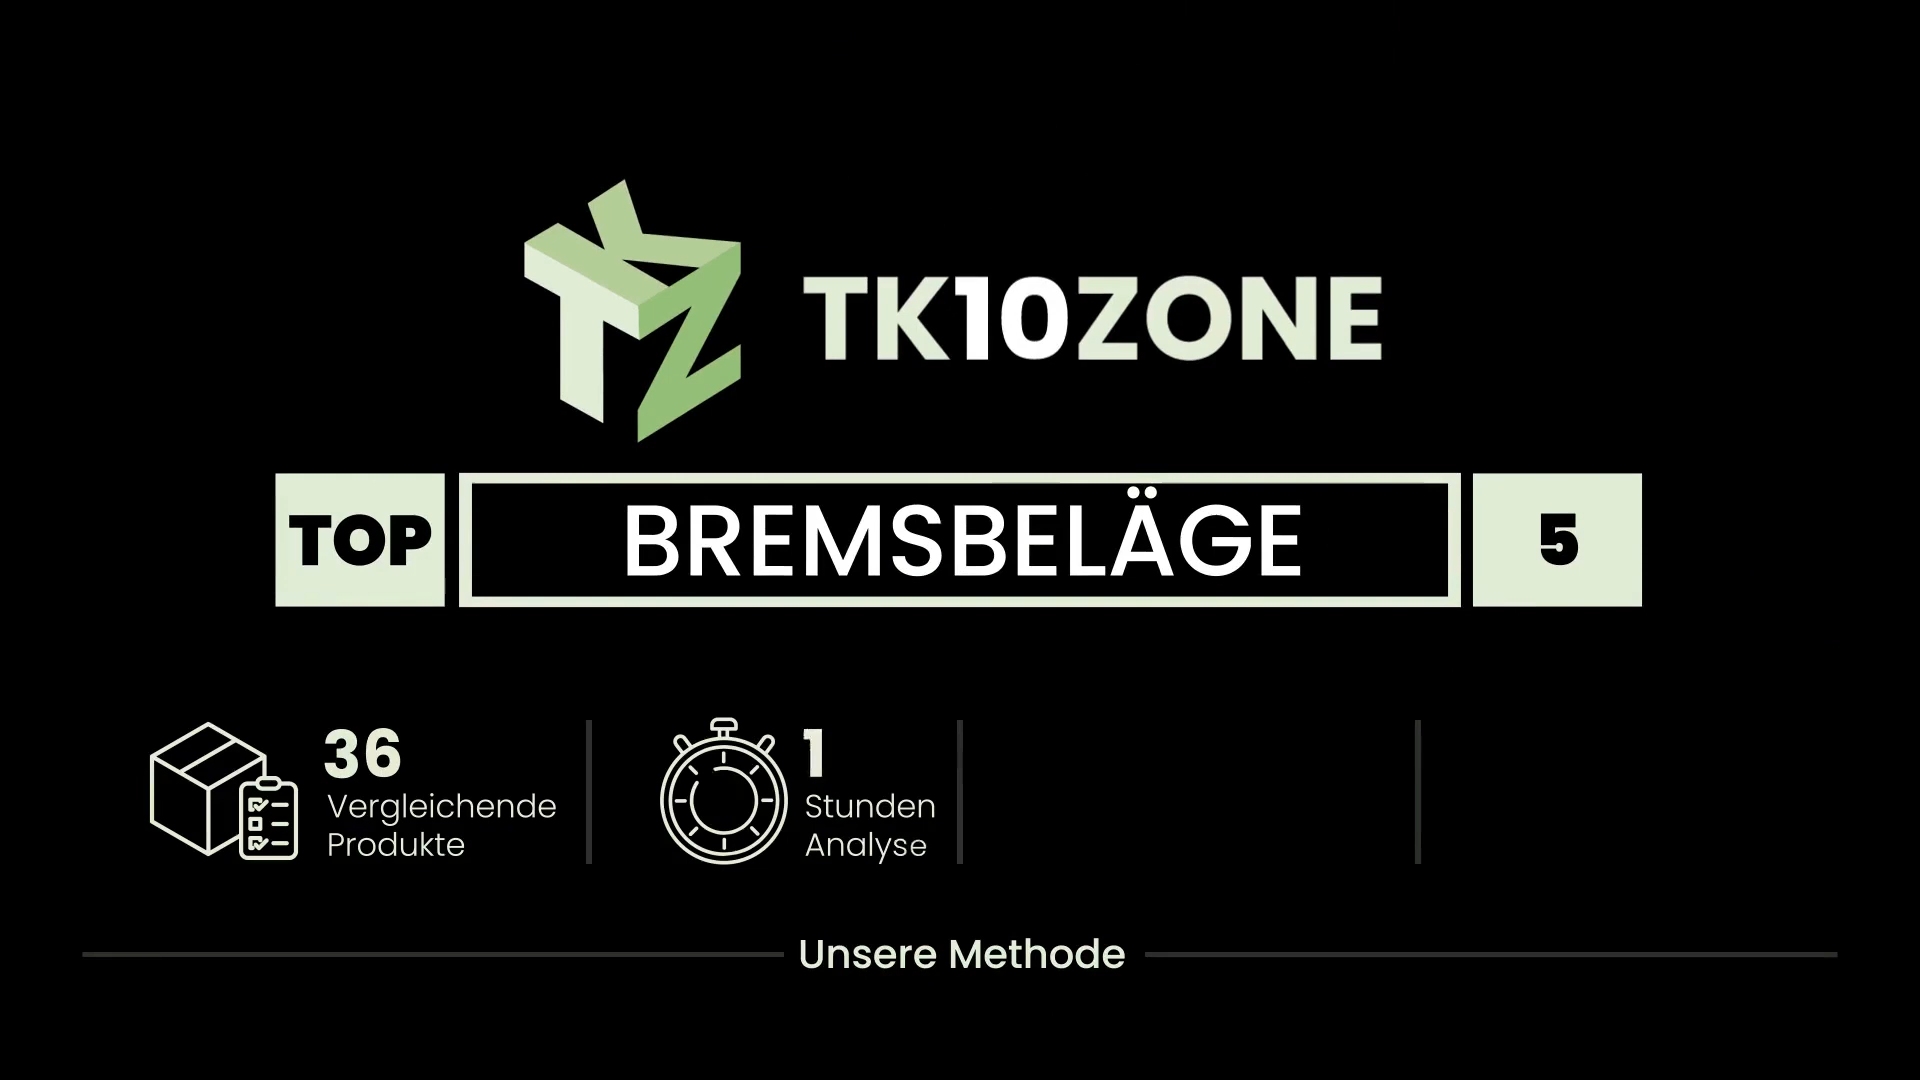 TK10ZONE
TOP BREMSBELÄGE 5
36
Vergleichende
Produkte
1
Stunden
Analyse
Unsere Methode